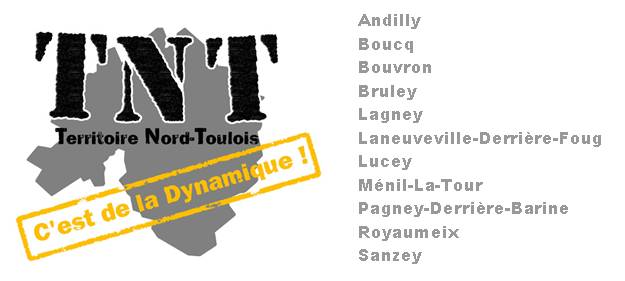 TNT
Territoire Nord-Toulois
C'est de la Dynamique !
Andilly
Boucq
Bouvron
Bruley
Lagney
Laneuveville-Derrière-Foug
Lucey
Ménil-La-Tour
Pagney-Derrière-Barine
Royaumeix
Sanzey